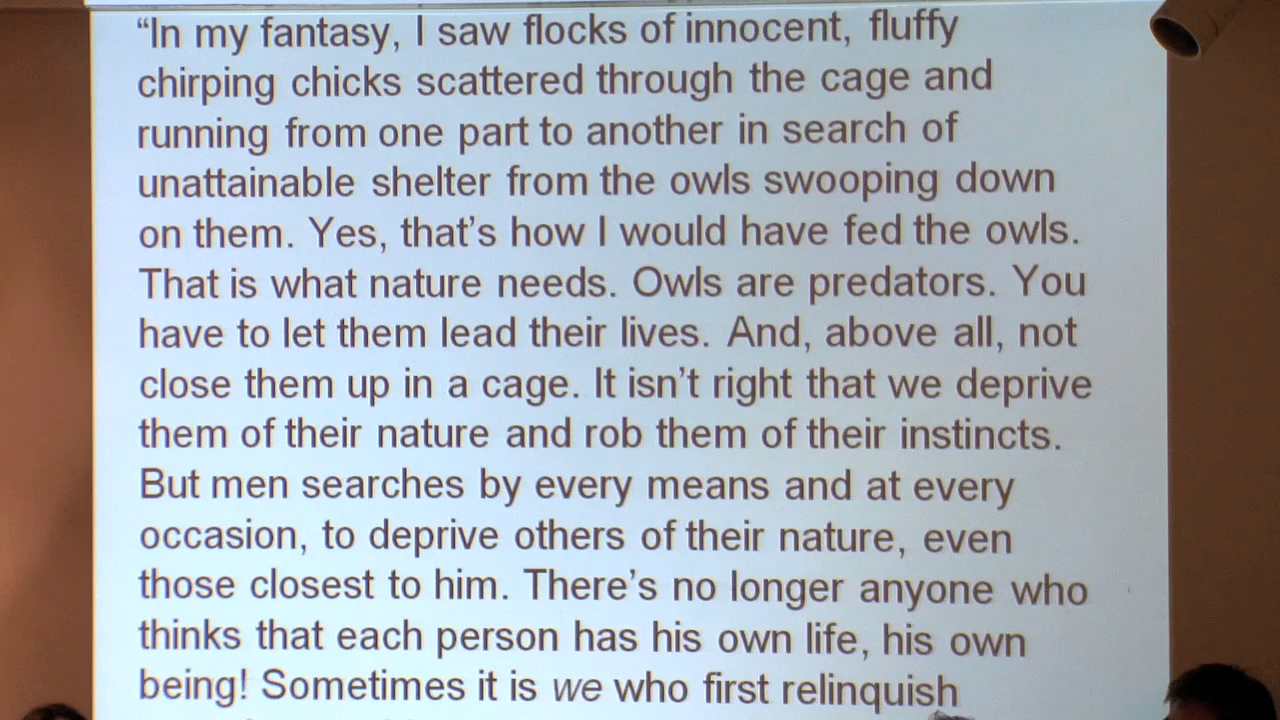 “In my fantasy, I saw flocks of innocent, fluffy
chirping chicks scattered through the cage and
running from one part to another in search of
unattainable shelter from the owls swooping down
on them. Yes, that’s how I would have fed the owls.
That is what nature needs. Owls are predators. You
have to let them lead their lives. And, above all, not
close them up in a cage. It isn’t right that we deprive
them of their nature and rob them of their instincts.
But men searches by every means and at every
occasion, to deprive others of their nature, even
those closest to him. There’s no longer anyone who
thinks that each person has his own life, his own
being! Sometimes it is we who first relinquish